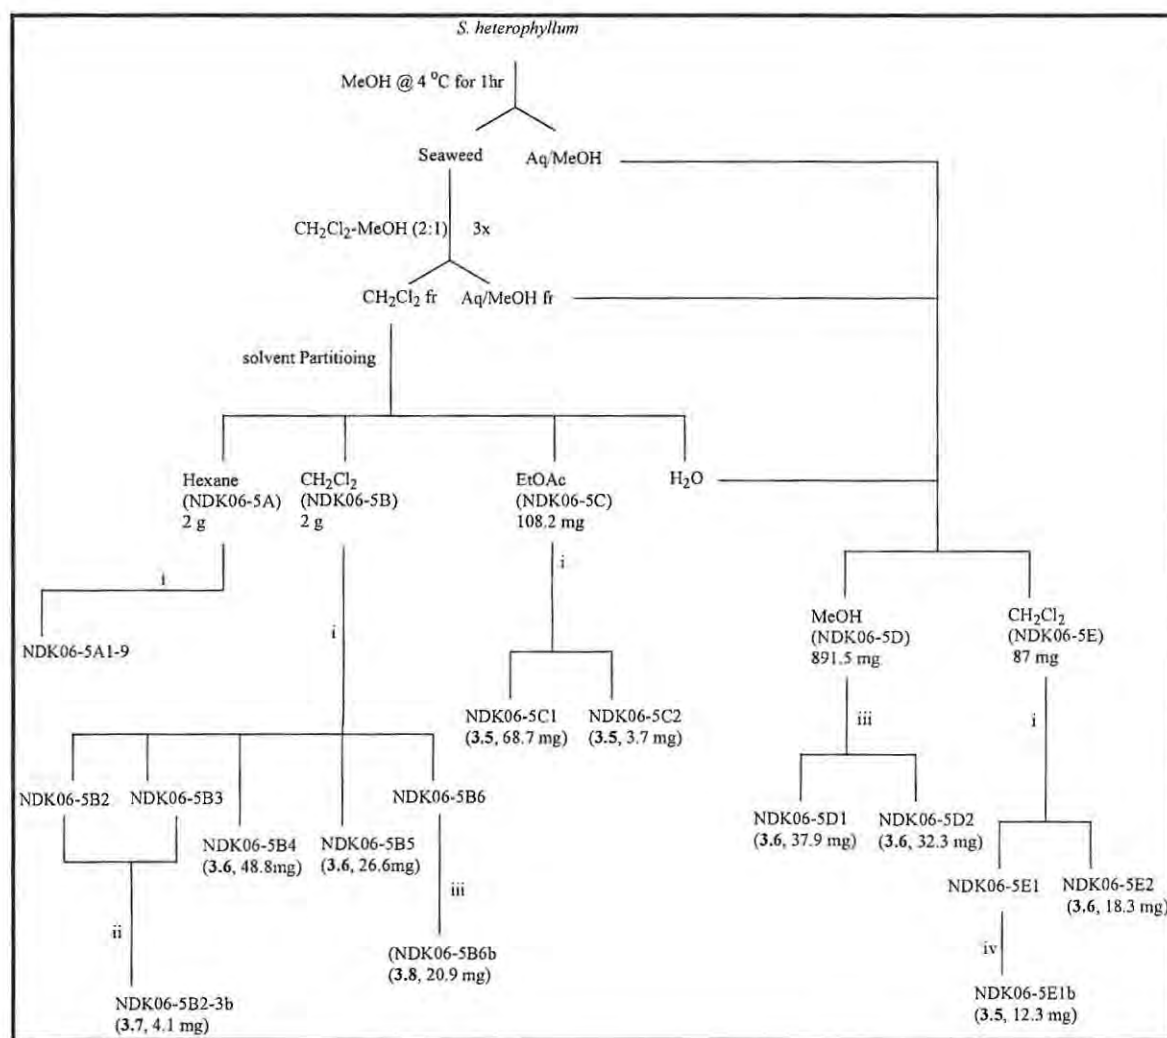 S. heterophyllum
MeOH @ 4 °C for 1hr
Seaweed
Aq/MeOH
CH₂Cl₂-MeOH (2:1)
3x
CH₂Cl₂ fr
Aq/MeOH fr
solvent Partitioing
Hexane
(NDK06-5A)
2 g
CH₂Cl₂
(NDK06-5B)
2 g
EtOAc
(NDK06-5C)
108.2 mg
H₂O
i
NDK06-5A1-9
i
i
MeOH
(NDK06-5D)
891.5 mg
CH₂Cl₂
(NDK06-5E)
87 mg
NDK06-5C1
(3.5, 68.7 mg)
NDK06-5C2
(3.5, 3.7 mg)
iii
i
NDK06-5B2
NDK06-5B3
NDK06-5B4
(3.6, 48.8mg)
NDK06-5B5
(3.6, 26.6mg)
NDK06-5B6
NDK06-5D1
(3.6, 37.9 mg)
NDK06-5D2
(3.6, 32.3 mg)
NDK06-5E1
NDK06-5E2
(3.6, 18.3 mg)
ii
iii
iv
NDK06-5B2-3b
(3.7, 4.1 mg)
(NDK06-5B6b
(3.8, 20.9 mg)
NDK06-5E1b
(3.5, 12.3 mg)